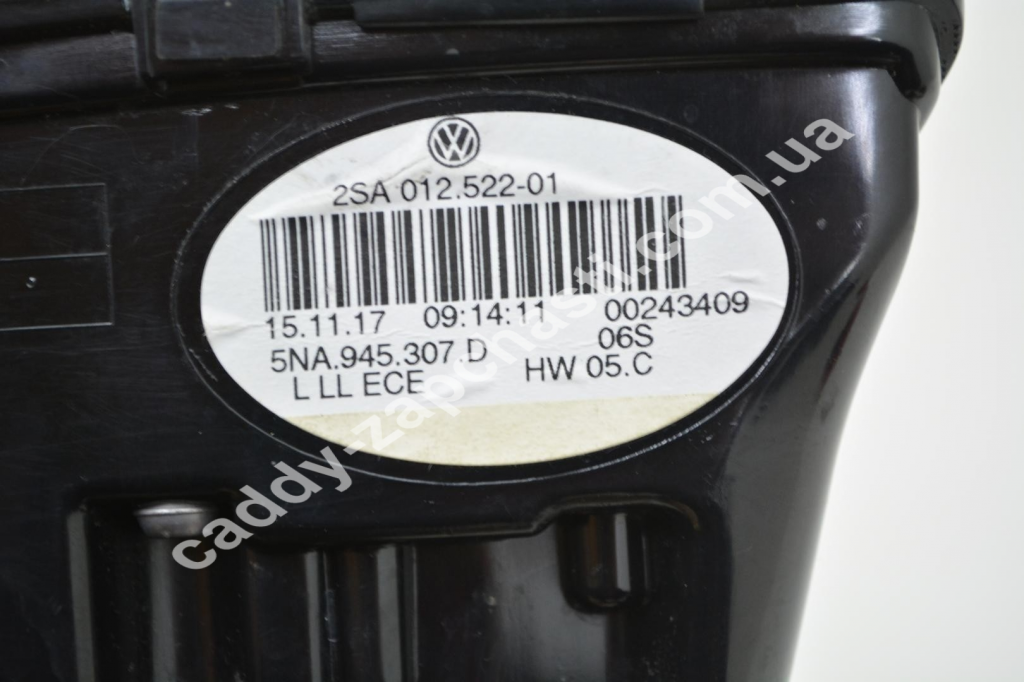 VW
2SA 012.522-01
15.11.17 09:14:11 00243409
06S
5NA.945.307.D
L LL ECE HW 05.C
caddy-zapchasti.com.ua